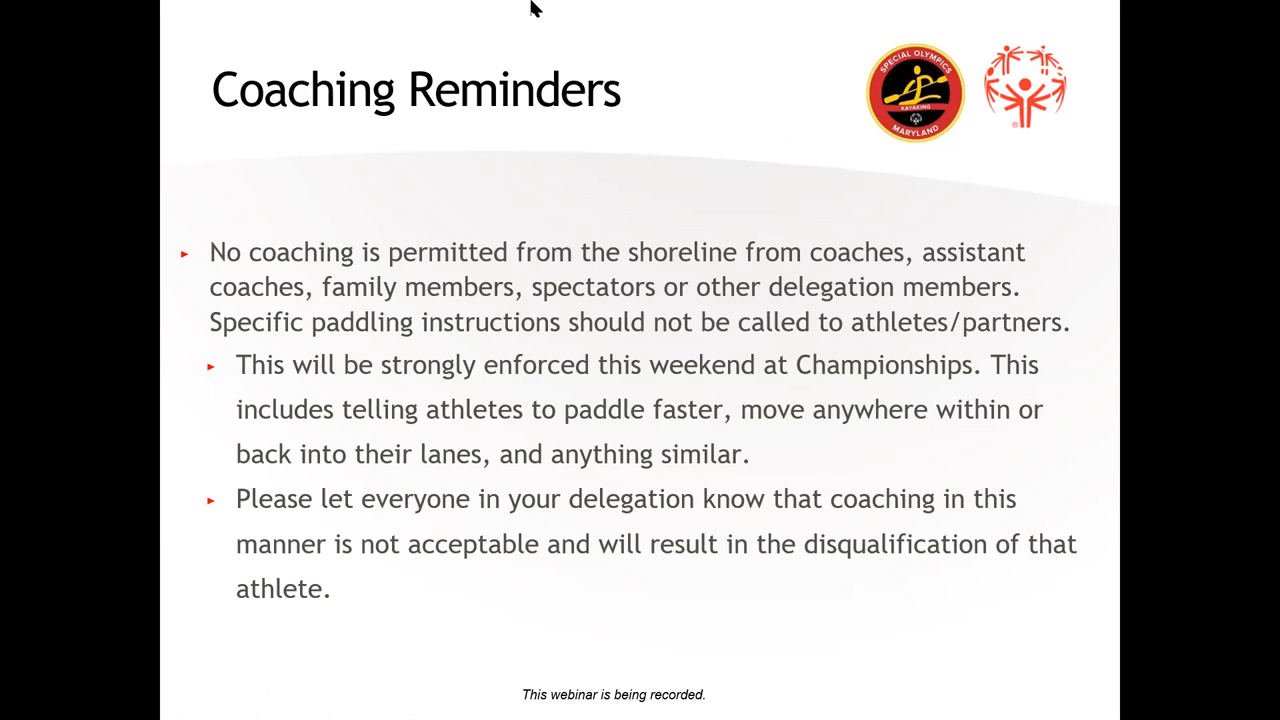 Coaching Reminders
SPECIAL OLYMPICS
KAYAKING
MARYLAND
®
▸ No coaching is permitted from the shoreline from coaches, assistant
coaches, family members, spectators or other delegation members.
Specific paddling instructions should not be called to athletes/partners.
▸ This will be strongly enforced this weekend at Championships. This
includes telling athletes to paddle faster, move anywhere within or
back into their lanes, and anything similar.
▸ Please let everyone in your delegation know that coaching in this
manner is not acceptable and will result in the disqualification of that
athlete.
This webinar is being recorded.